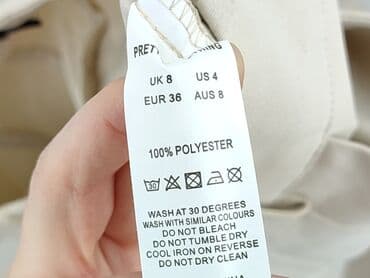 UK 8 US 4
EUR 36 AUS 8
100% POLYESTER
WASH AT 30 DEGREES
WASH WITH SIMILAR COLOURS
DO NOT BLEACH
DO NOT TUMBLE DRY
COOL IRON ON REVERSE
DO NOT DRY CLEAN